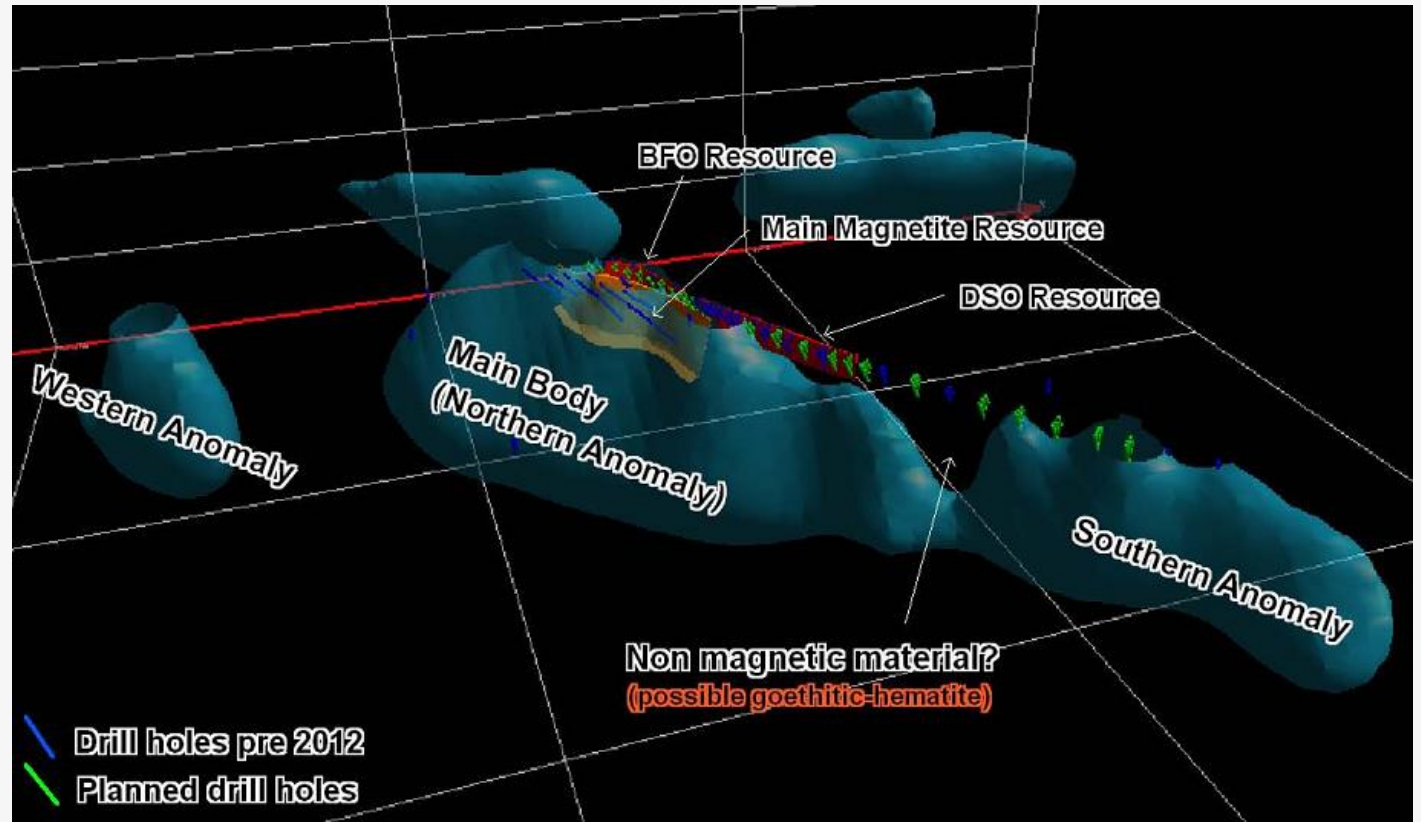 BFO Resource
Main Magnetite Resource
DSO Resource
Western Anomaly
Main Body
(Northern Anomaly)
Southern Anomaly
Non magnetic material?
(possible goethitic-hematite)
Drill holes pre 2012
Planned drill holes